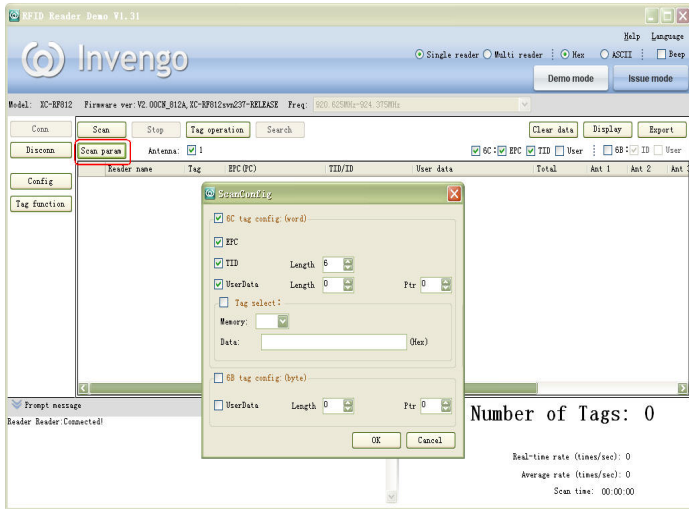 RFID Reader Demo V1.31
Help Language
Invengo
Single reader Multi reader Hex ASCII Beep
Demo mode Issue mode
Model: XC-RF812 Firmware ver: V2.00CN_812A,XC-RF812svn237-RELEASE Freq: 920.625MHz-924.375MHz
Conn Scan Stop Tag operation Search Clear data Display Export
Disconn Scan param Antenna: 1 6C: EPC TID User 6B: ID User
Reader name Tag EPC(PC) TID/ID User data Total Ant 1 Ant 2 Ant 3
Config
Tag function
ScanConfig
6C tag config:(word)
EPC
TID Length 6
UserData Length 0 Ptr 0
Tag select:
Memory:
Data: (Hex)
6B tag config:(byte)
UserData Length 0 Ptr 0
OK Cancel
Prompt message
Reader Reader:Connected!
Number of Tags: 0
Real-time rate (times/sec): 0
Average rate (times/sec): 0
Scan time: 00:00:00